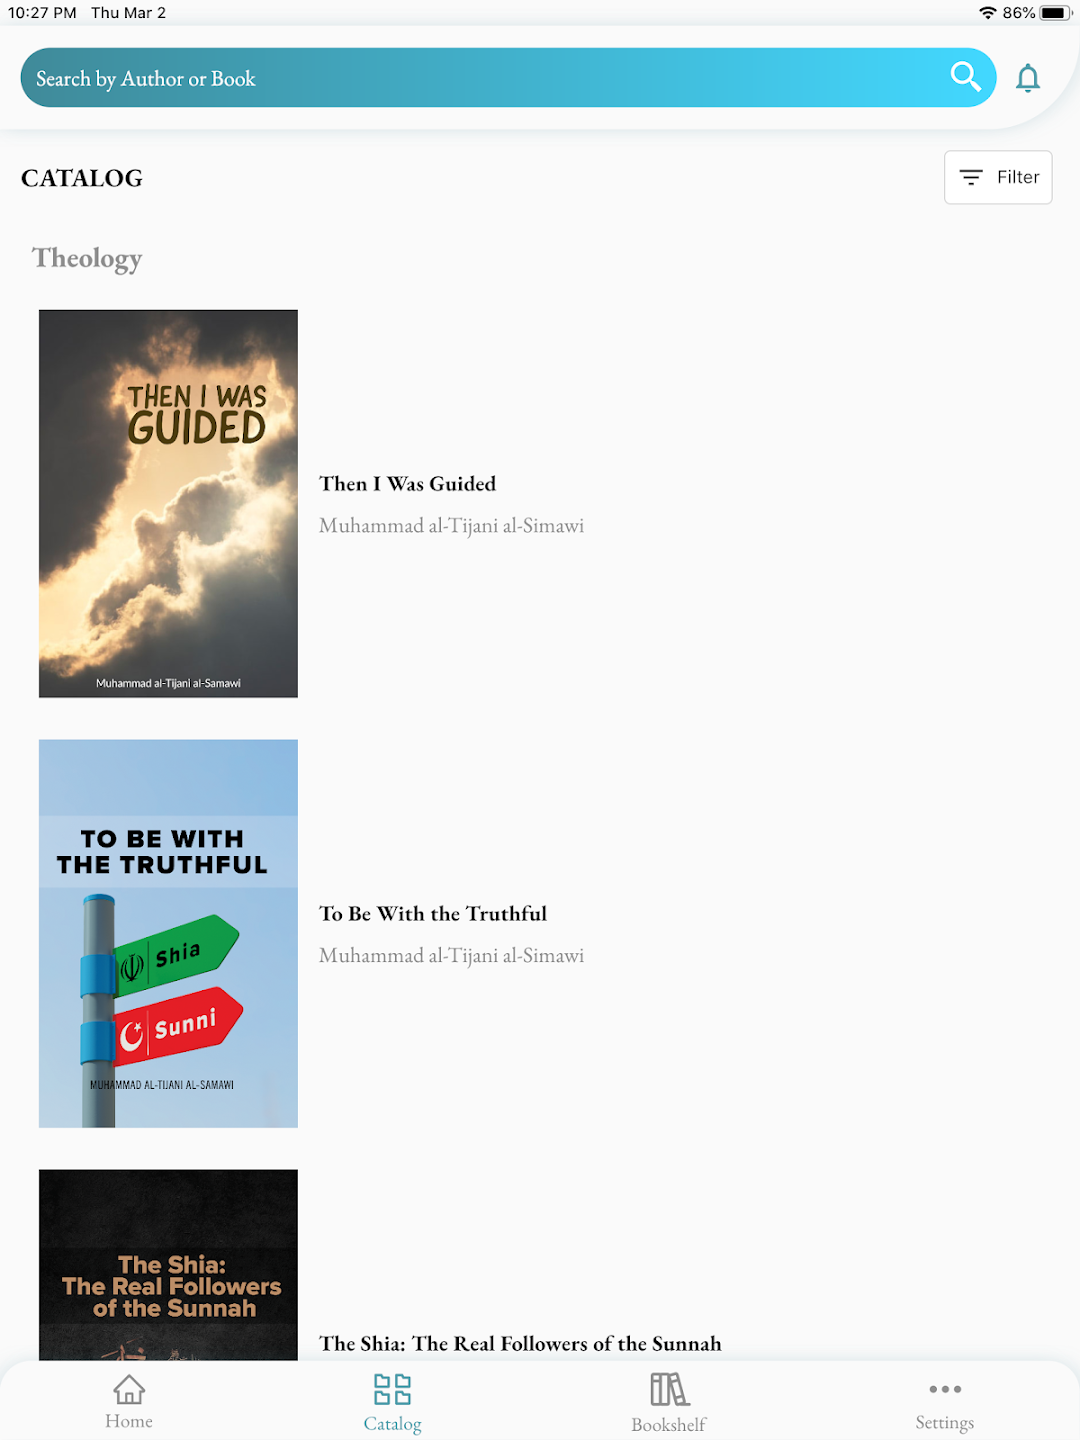 10:27 PM Thu Mar 2
86%
Search by Author or Book
CATALOG
Filter
Theology
THEN I WAS
GUIDED
Muhammad al-Tijani al-Samawi
Then I Was Guided
Muhammad al-Tijani al-Simawi
TO BE WITH
THE TRUTHFUL
Shia
Sunni
MUHAMMAD AL-TIJANI AL-SAMAWI
To Be With the Truthful
Muhammad al-Tijani al-Simawi
The Shia:
The Real Followers
of the Sunnah
The Shia: The Real Followers of the Sunnah
Home
Catalog
Bookshelf
Settings